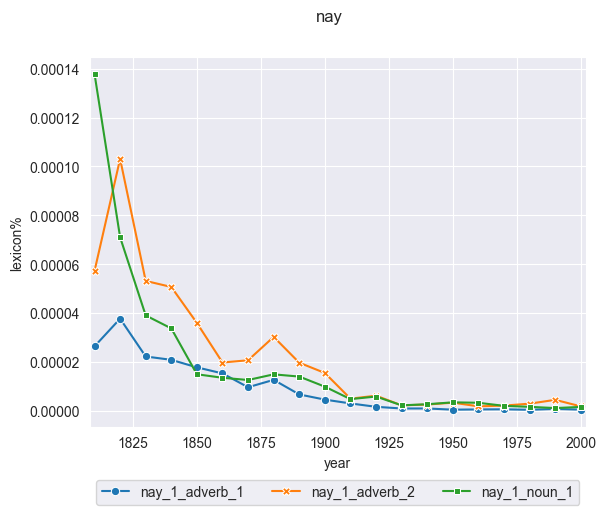 nay
0.00014
0.00012
0.00010
0.00008
0.00006
0.00004
0.00002
0.00000
lexicon%
1825 1850 1875 1900 1925 1950 1975 2000
year
nay_1_adverb_1 nay_1_adverb_2 nay_1_noun_1